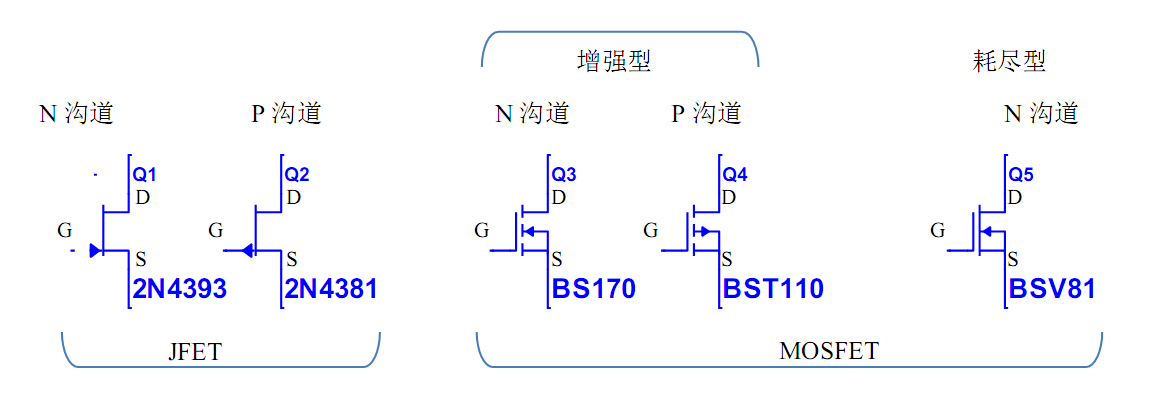 增强型 耗尽型
N 沟道 P 沟道 N 沟道 P 沟道 N 沟道
Q1 Q2 Q3 Q4 Q5
D D D D D
G G G G G
S S S S S
2N4393 2N4381 BS170 BST110 BSV81
JFET MOSFET